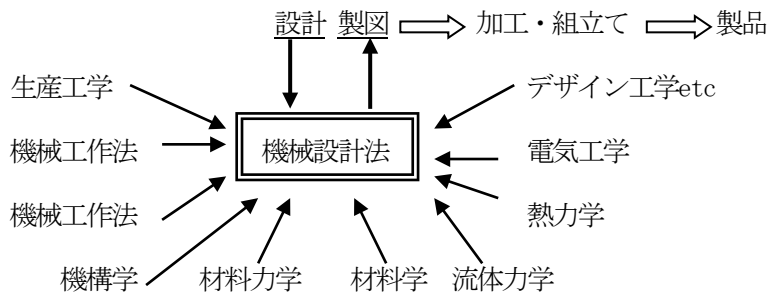 設計 製図 加工・組立て 製品
生産工学 デザイン工学etc
機械工作法 機械設計法 電気工学
機械工作法 熱力学
機構学 材料力学 材料学 流体力学